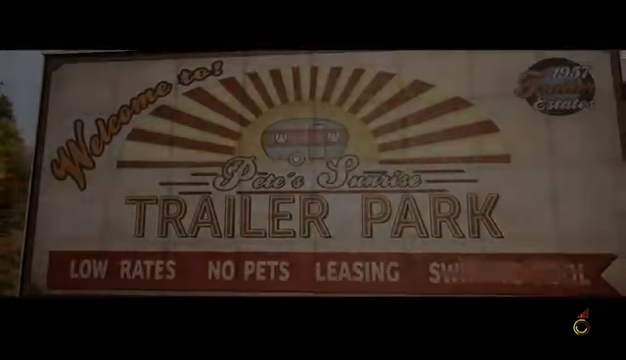 Welcome to!
1957
Estates
Pete's Sunrise
TRAILER PARK
LOW RATES NO PETS LEASING